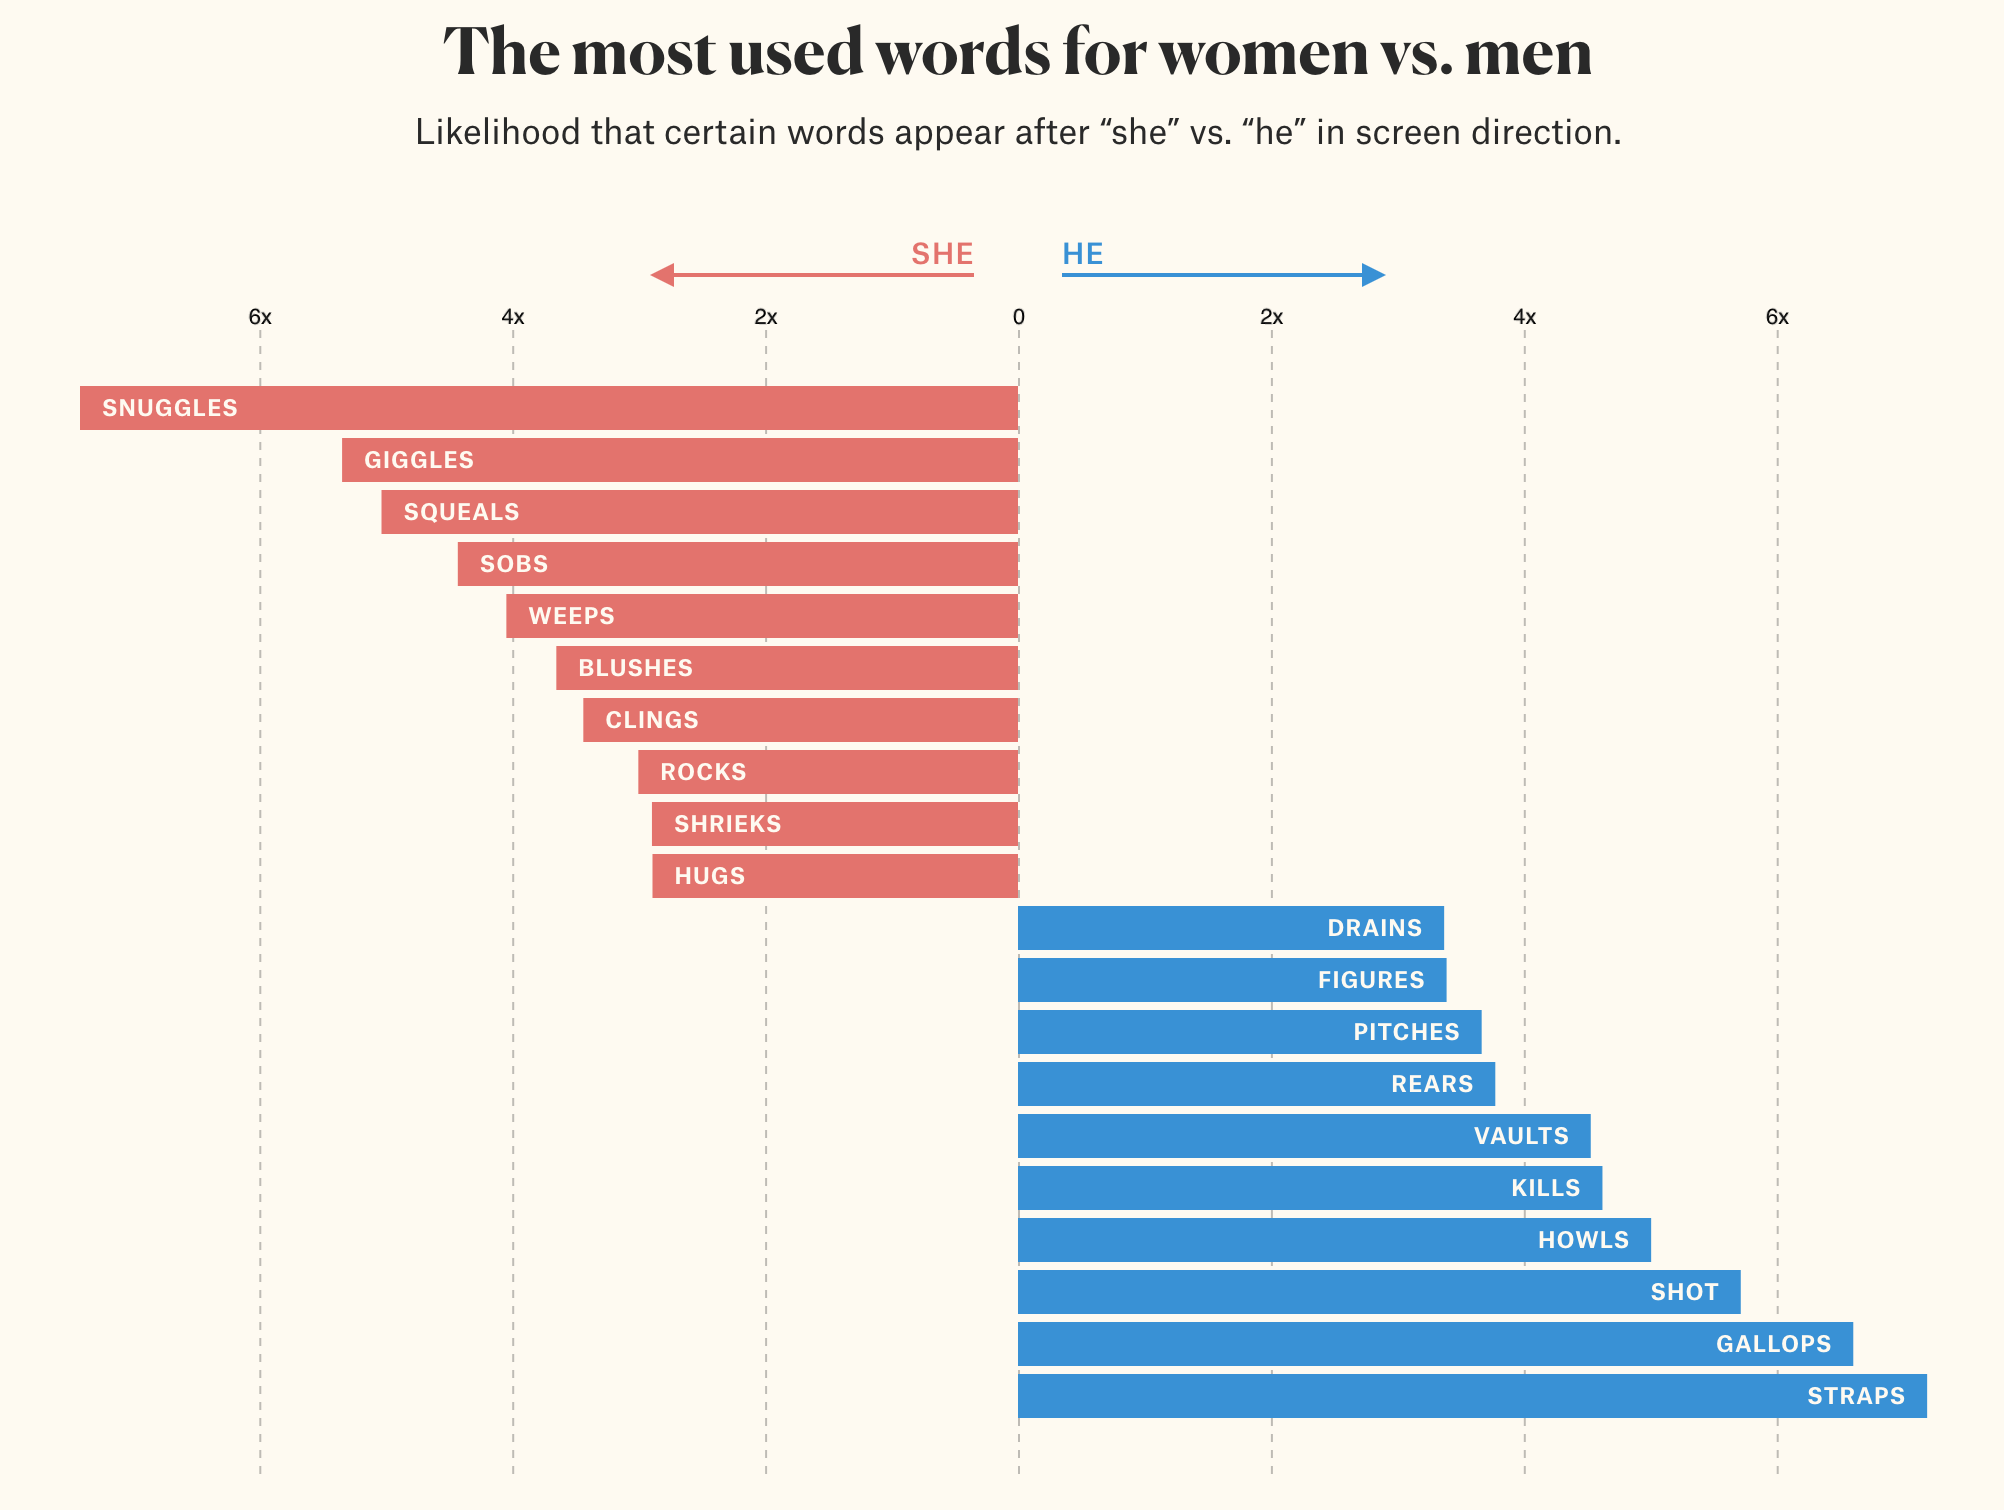 The most used words for women vs. men
Likelihood that certain words appear after “she” vs. “he” in screen direction.
SHE HE
6x 4x 2x 0 2x 4x 6x
SNUGGLES
GIGGLES
SQUEALS
SOBS
WEEPS
BLUSHES
CLINGS
ROCKS
SHRIEKS
HUGS
DRAINS
FIGURES
PITCHES
REARS
VAULTS
KILLS
HOWLS
SHOT
GALLOPS
STRAPS